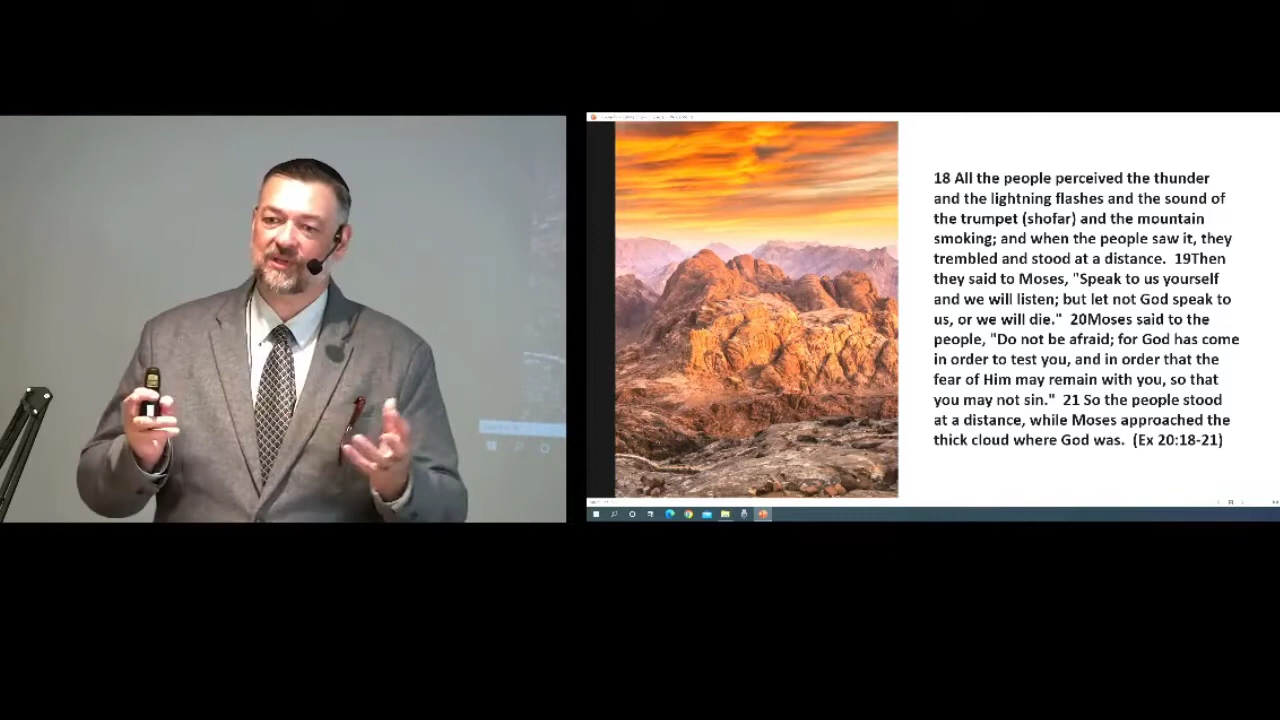 18 All the people perceived the thunder
and the lightning flashes and the sound of
the trumpet (shofar) and the mountain
smoking; and when the people saw it, they
trembled and stood at a distance.  19Then
they said to Moses, "Speak to us yourself
and we will listen; but let not God speak to
us, or we will die."  20Moses said to the
people, "Do not be afraid; for God has come
in order to test you, and in order that the
fear of Him may remain with you, so that
you may not sin."  21 So the people stood
at a distance, while Moses approached the
thick cloud where God was.  (Ex 20:18-21)